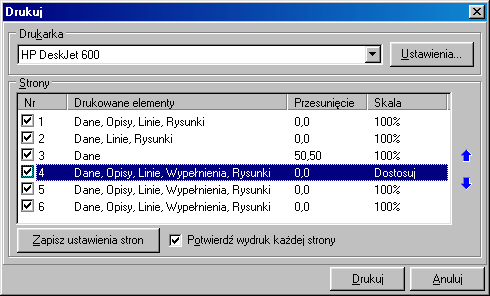 Drukuj
Drukarka
HP DeskJet 600
Ustawienia...
Strony
Nr Drukowane elementy Przesunięcie Skala
1 Dane, Opisy, Linie, Rysunki 0,0 100%
2 Dane, Linie, Rysunki 0,0 100%
3 Dane 50,50 100%
4 Dane, Opisy, Linie, Wypełnienia, Rysunki 0,0 Dostosuj
5 Dane, Opisy, Linie, Wypełnienia, Rysunki 0,0 100%
6 Dane, Opisy, Linie, Wypełnienia, Rysunki 0,0 100%
Zapisz ustawienia stron Potwierdź wydruk każdej strony
Drukuj Anuluj